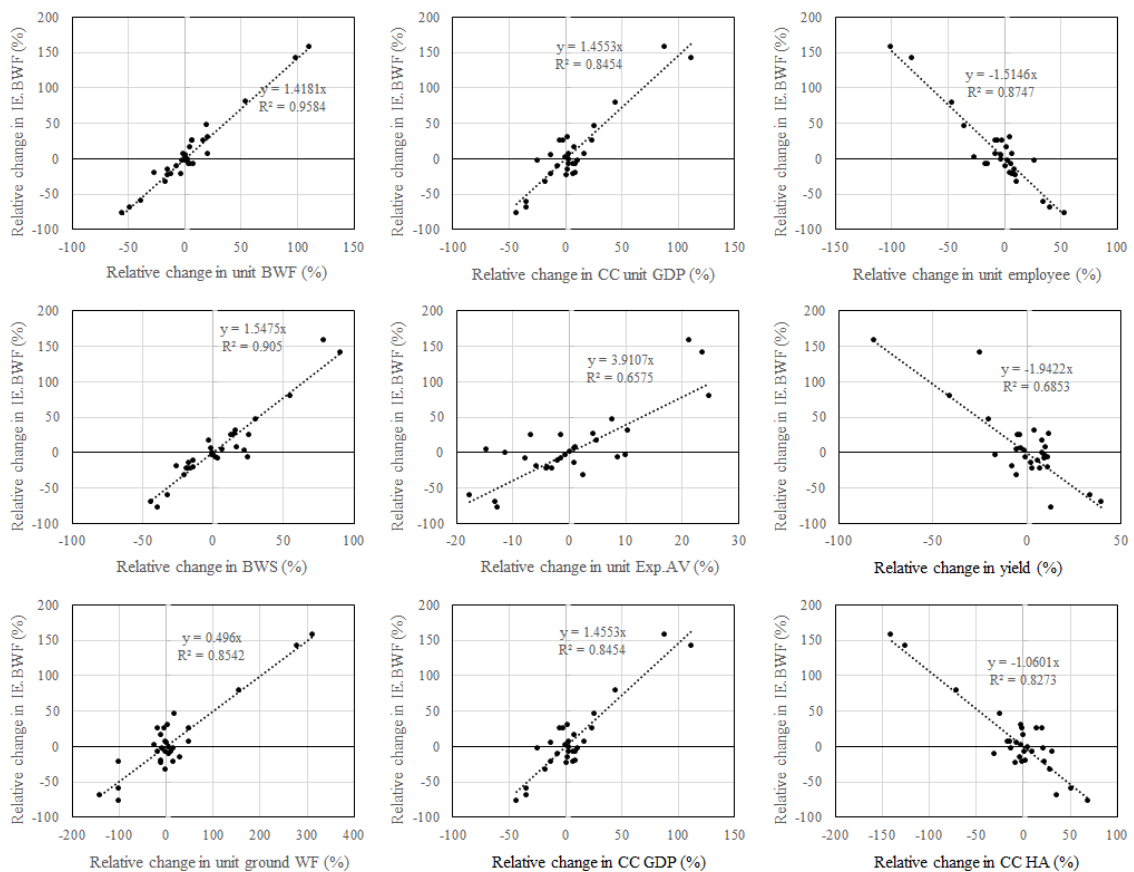 Relative change in IE.BWF (%)
200
150
100
50
0
-50
-100
y = 1.4181x
R² = 0.9584
-100 -50 0 50 100 150
Relative change in unit BWF (%)
Relative change in IE.BWF (%)
200
150
100
50
0
-50
-100
y = 1.4553x
R² = 0.8454
-100 -50 0 50 100 150
Relative change in CC unit GDP (%)
Relative change in IE.BWF (%)
200
150
100
50
0
-50
-100
y = -1.5146x
R² = 0.8747
-150 -100 -50 0 50 100
Relative change in unit employee (%)
Relative change in IE.BWF (%)
200
150
100
50
0
-50
-100
y = 1.5475x
R² = 0.905
-100 -50 0 50 100
Relative change in BWS (%)
Relative change in IE.BWF (%)
200
150
100
50
0
-50
-100
y = 3.9107x
R² = 0.6575
-20 -10 0 10 20 30
Relative change in unit Exp.AV (%)
Relative change in IE.BWF (%)
200
150
100
50
0
-50
-100
y = -1.9422x
R² = 0.6853
-100 -50 0 50
Relative change in yield (%)
Relative change in IE.BWF (%)
200
150
100
50
0
-50
-100
y = 0.496x
R² = 0.8542
-200 -100 0 100 200 300 400
Relative change in unit ground WF (%)
Relative change in IE.BWF (%)
200
150
100
50
0
-50
-100
y = 1.4553x
R² = 0.8454
-100 -50 0 50 100 150
Relative change in CC GDP (%)
Relative change in IE.BWF (%)
200
150
100
50
0
-50
-100
y = -1.0601x
R² = 0.8273
-200 -150 -100 -50 0 50 100
Relative change in CC HA (%)